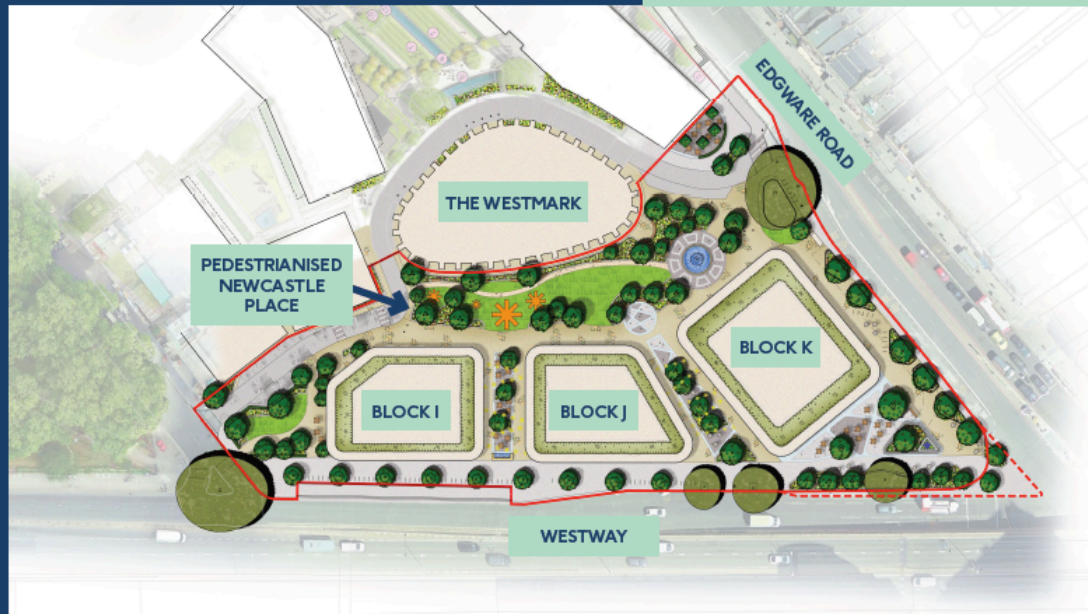 EDGWARE ROAD
THE WESTMARK
PEDESTRIANISED
NEWCASTLE
PLACE
BLOCK K
BLOCK I
BLOCK J
WESTWAY